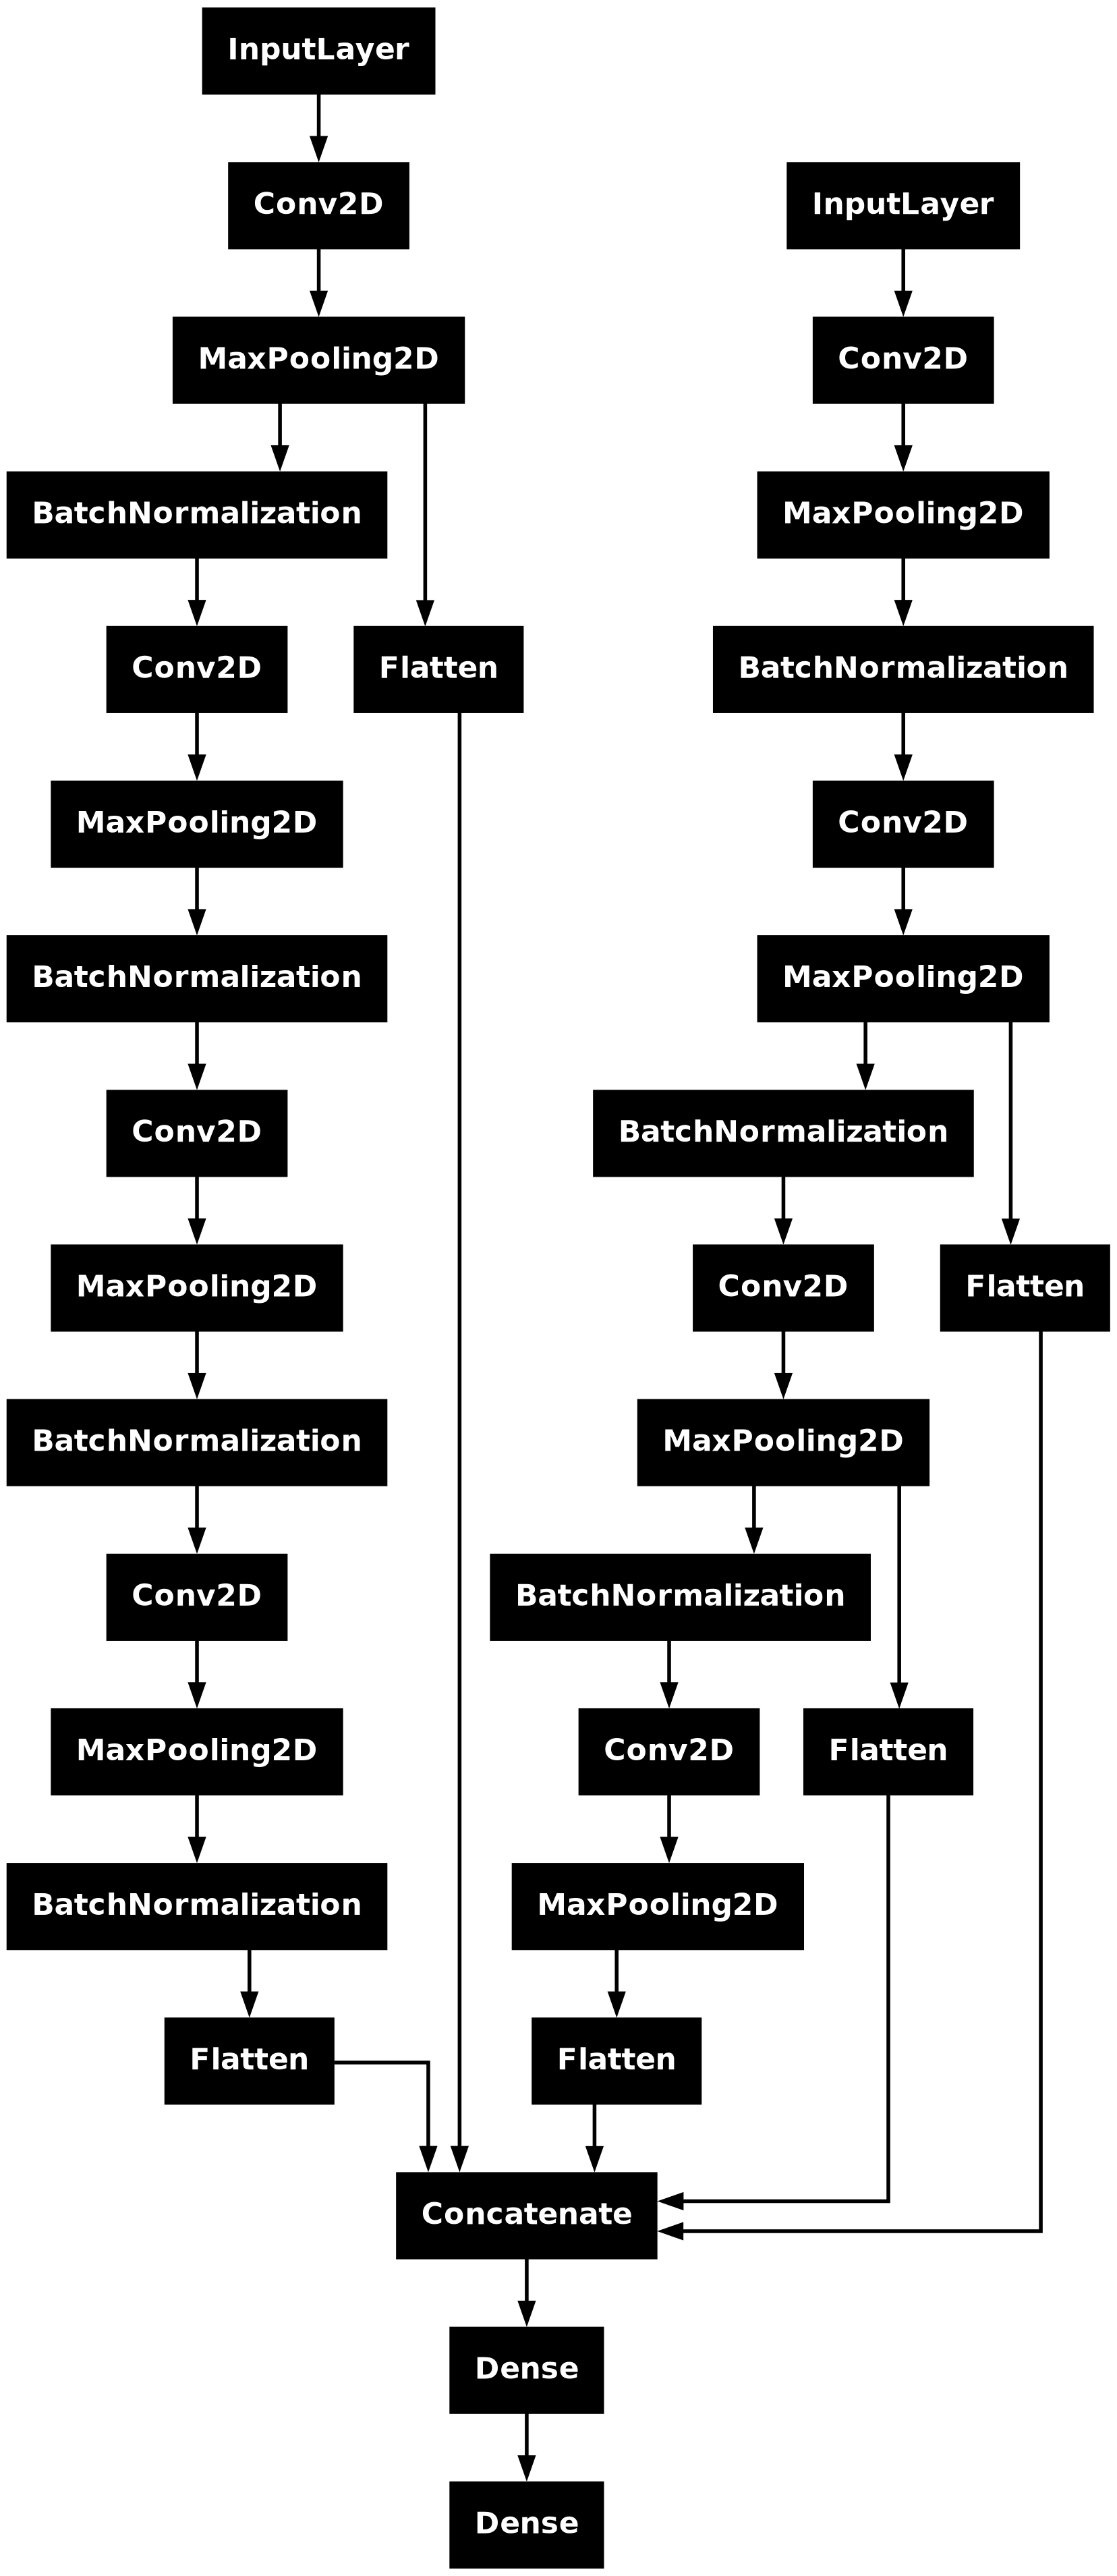 InputLayer
Conv2D
InputLayer
MaxPooling2D
Conv2D
BatchNormalization
MaxPooling2D
Conv2D
Flatten
BatchNormalization
MaxPooling2D
Conv2D
BatchNormalization
MaxPooling2D
Conv2D
BatchNormalization
MaxPooling2D
Conv2D
Flatten
BatchNormalization
MaxPooling2D
Conv2D
BatchNormalization
MaxPooling2D
Conv2D
Flatten
BatchNormalization
MaxPooling2D
Flatten
Flatten
Concatenate
Dense
Dense